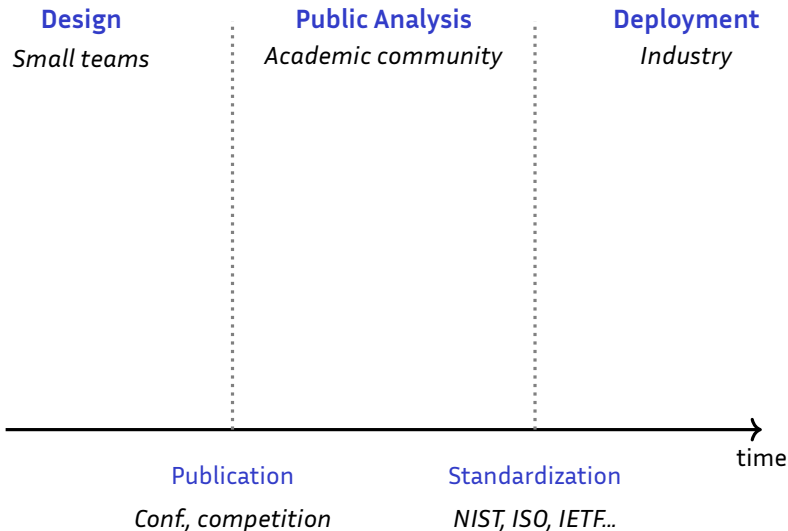 Design
Small teams
Public Analysis
Academic community
Deployment
Industry
time
Publication
Conf., competition
Standardization
NIST, ISO, IETF...